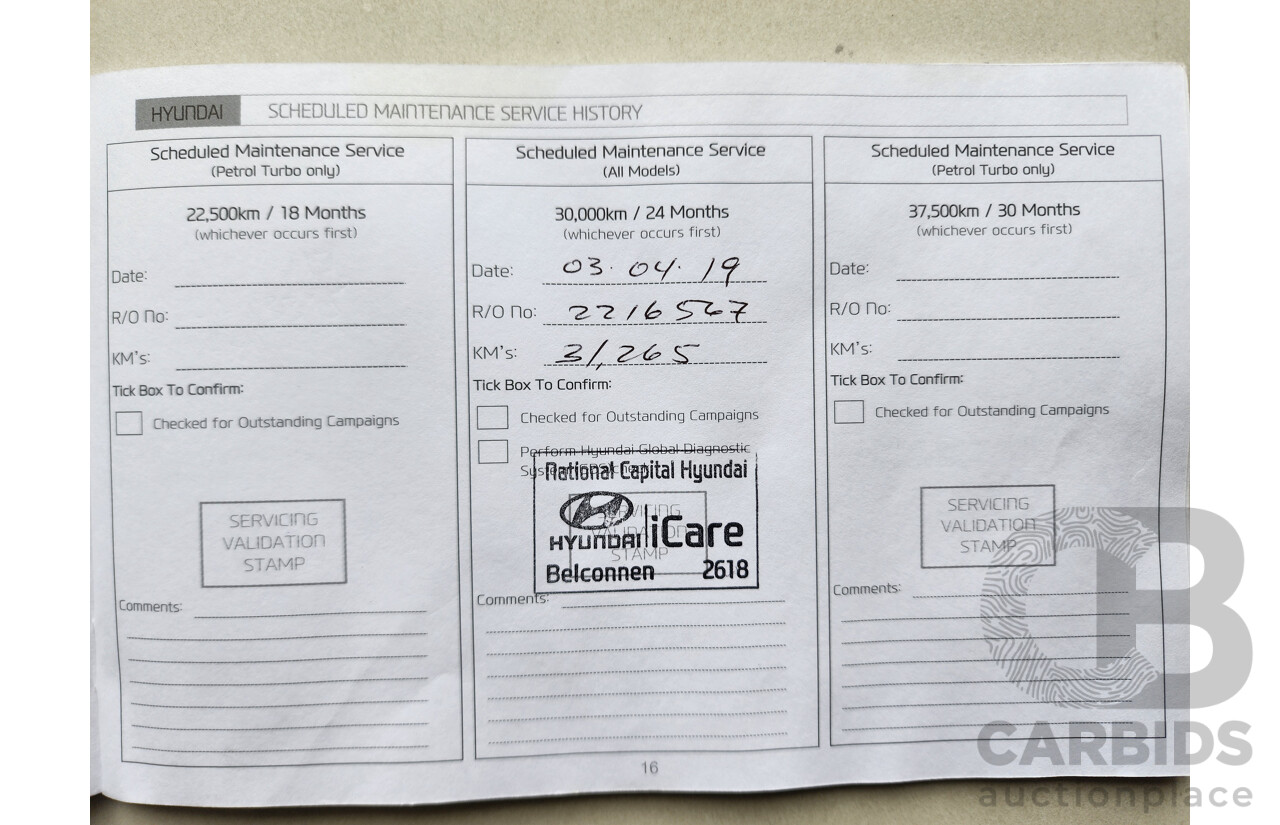 HYUNDAI SCHEDULED MAINTENANCE SERVICE HISTORY
Scheduled Maintenance Service
(Petrol Turbo only)
22,500km / 18 Months
(whichever occurs first)
Date:
R/O No:
KM's:
Tick Box To Confirm:
Checked for Outstanding Campaigns
SERVICING
VALIDATION
STAMP
Comments:
Scheduled Maintenance Service
(All Models)
30,000km / 24 Months
(whichever occurs first)
Date: 03.04.19
R/O No: 2216567
KM's: 31,265
Tick Box To Confirm:
Checked for Outstanding Campaigns
Perform Hyundai Global Diagnostic
National Capital Hyundai
HYUNDAI iCare
Belconnen 2618
SERVICING
VALIDATION
STAMP
Comments:
Scheduled Maintenance Service
(Petrol Turbo only)
37,500km / 30 Months
(whichever occurs first)
Date:
R/O No:
KM's:
Tick Box To Confirm:
Checked for Outstanding Campaigns
SERVICING
VALIDATION
STAMP
Comments:
16
CB
CARBIDS
auctionplace